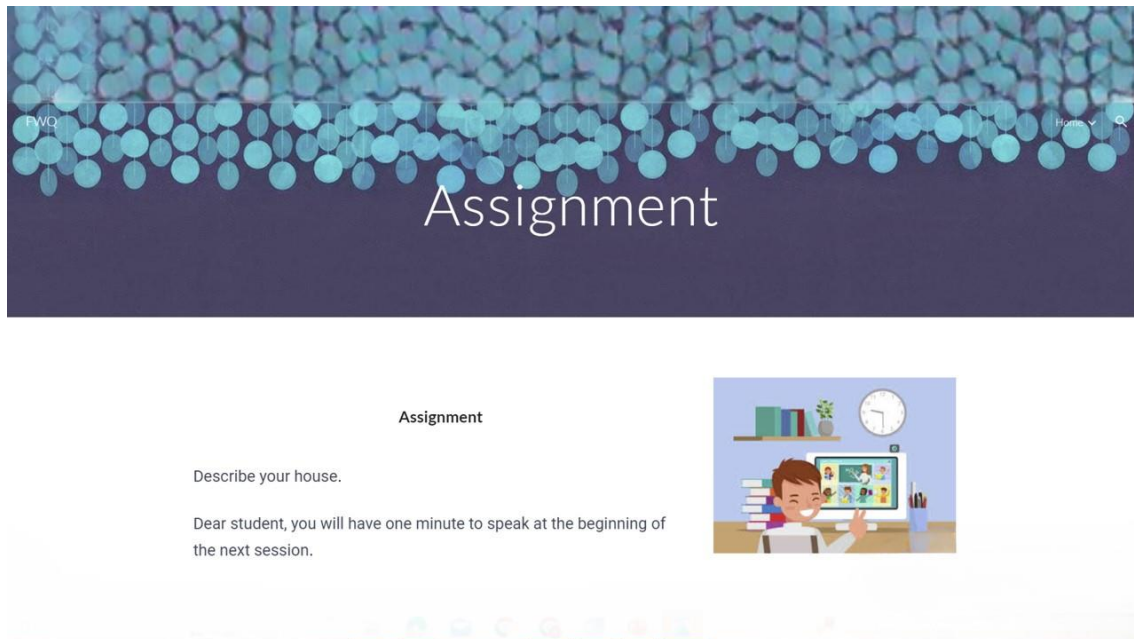 FWQ
Home
Assignment
Assignment
Describe your house.
Dear student, you will have one minute to speak at the beginning of
the next session.